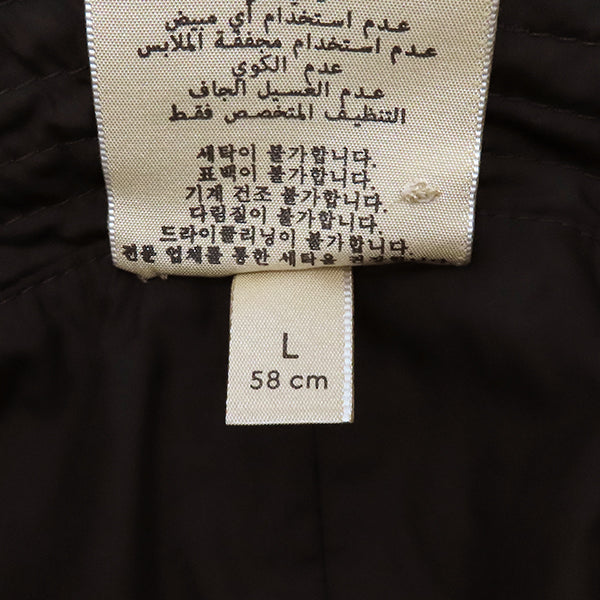 عدم استخدام أي مبيض
عدم استخدام مجففة الملابس
عدم الكوي
عدم الغسيل الجاف
التنظيف المتخصص فقط
세탁이 불가합니다.
표백이 불가합니다.
기계 건조 불가합니다.
다림질이 불가합니다.
드라이클리닝이 불가합니다.
전문 업체를 통한 세탁을
L
58 cm